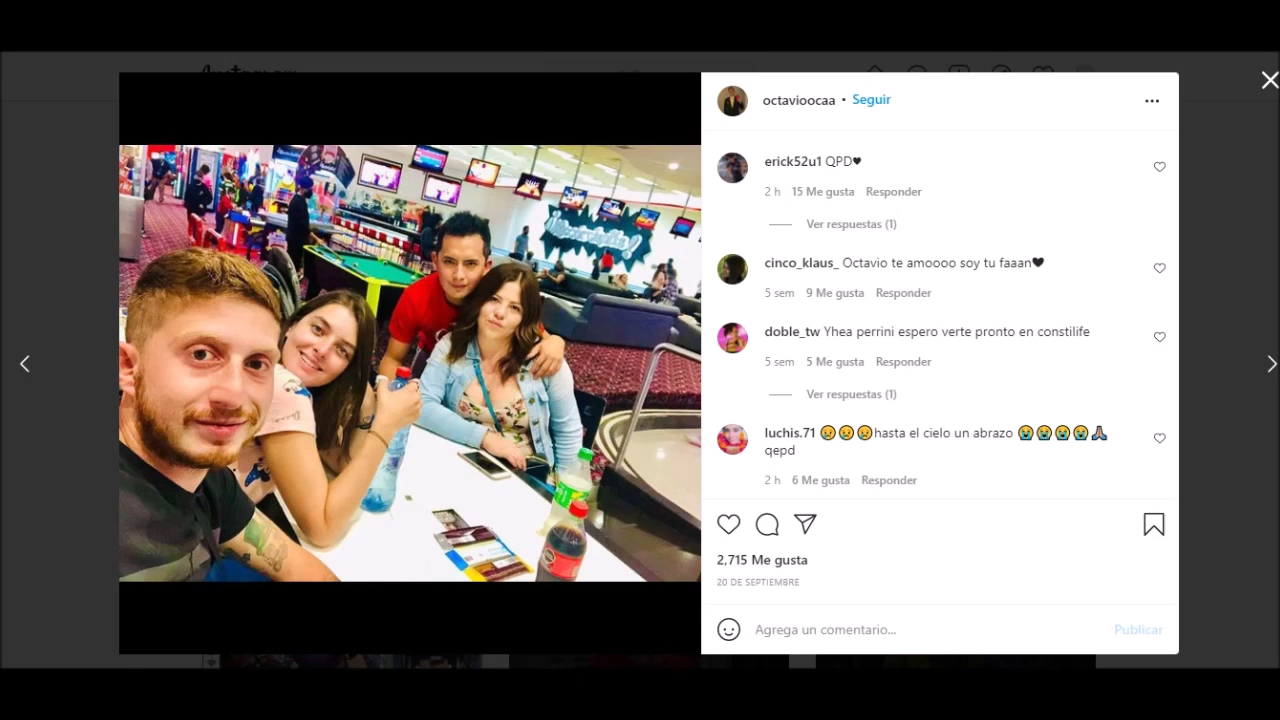 octavioocaa • Seguir
erick52u1 QPD♥
2 h 15 Me gusta Responder
Ver respuestas (1)
cinco_klaus_ Octavio te amoooo soy tu faaan♥
5 sem 9 Me gusta Responder
doble_tw Yhea perrini espero verte pronto en constilife
5 sem 5 Me gusta Responder
Ver respuestas (1)
luchis.71 😢😢😢hasta el cielo un abrazo 😭😭😭😭🙏🏽
qepd
2 h 6 Me gusta Responder
2,715 Me gusta
20 DE SEPTIEMBRE
Agrega un comentario...
Publicar